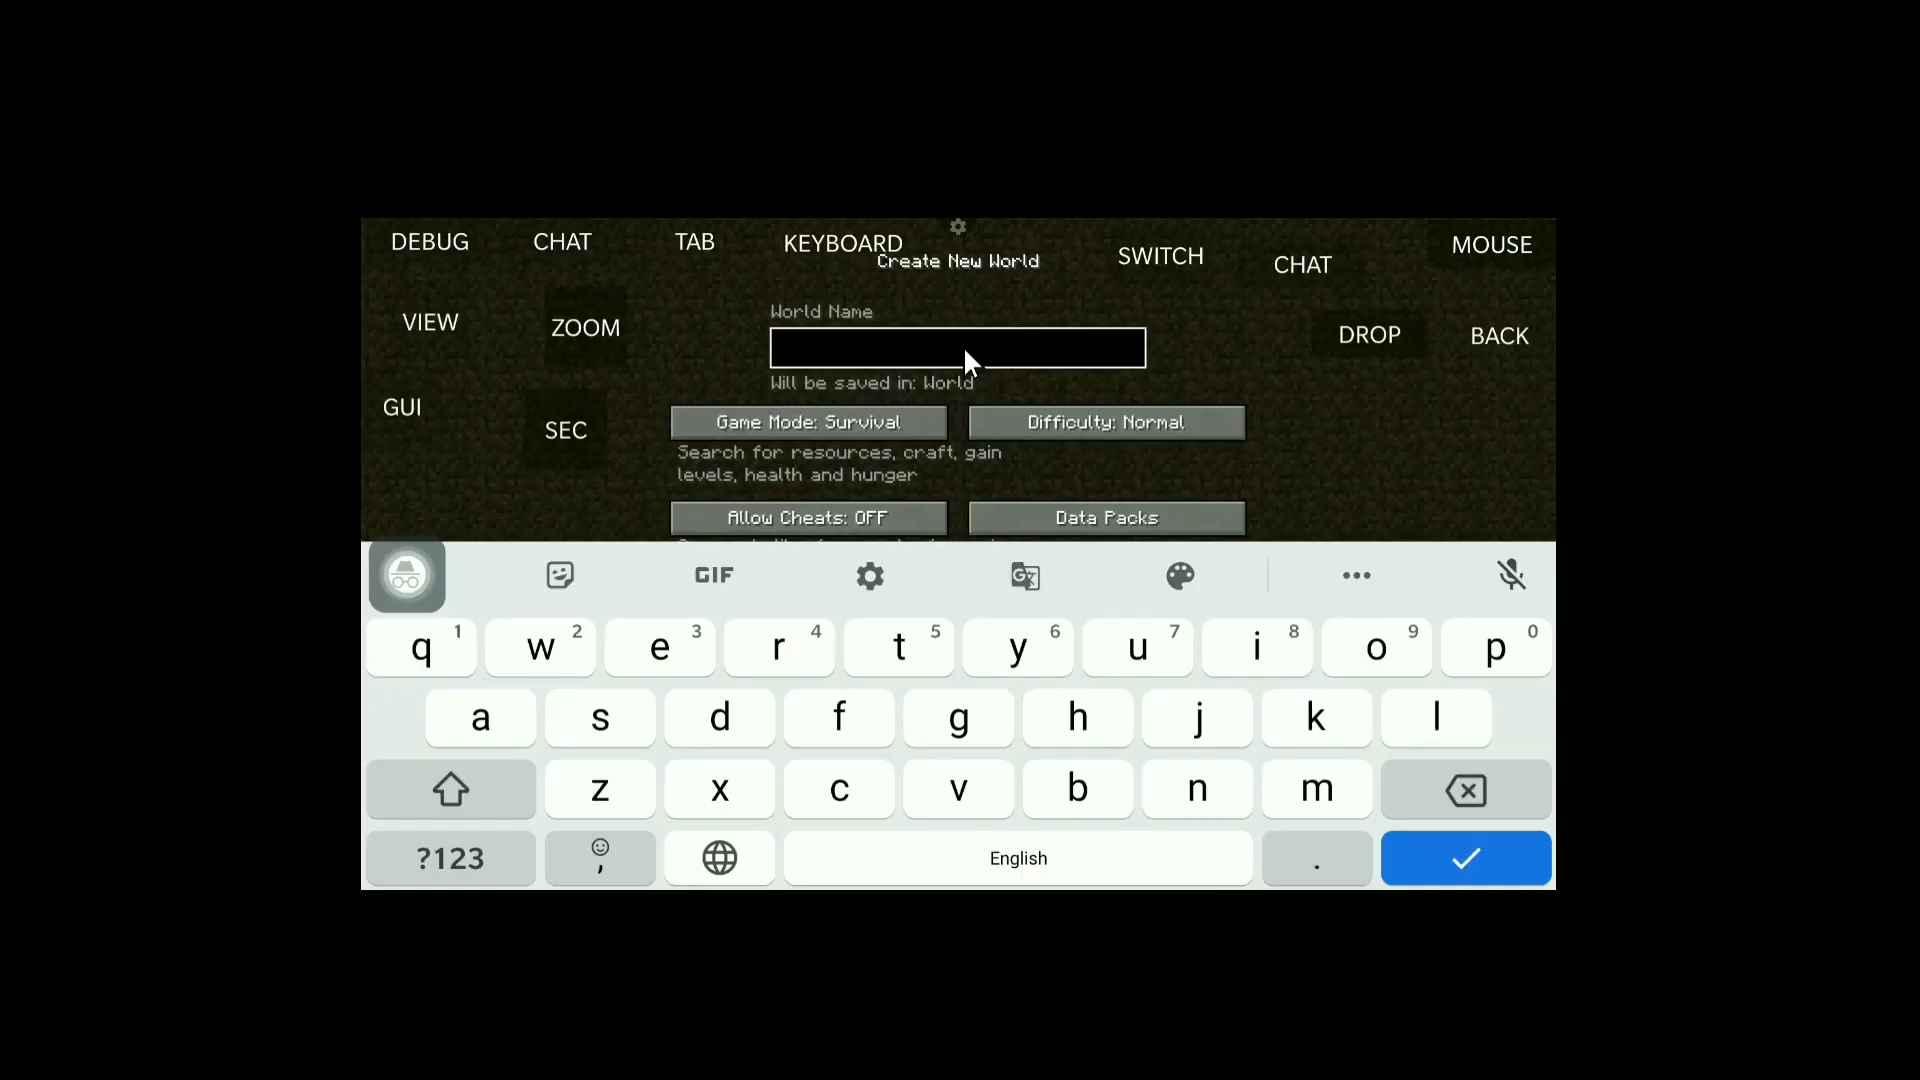 DEBUG CHAT TAB KEYBOARD SWITCH CHAT MOUSE
Create New World
VIEW ZOOM World Name DROP BACK
Will be saved in: World
GUI SEC Game Mode: Survival Difficulty: Normal
Search for resources, craft, gain
levels, health and hunger
Allow Cheats: OFF Data Packs
GIF G
q 1 w 2 e 3 r 4 t 5 y 6 u 7 i 8 o 9 p 0
a s d f g h j k l
z x c v b n m
?123 , English .